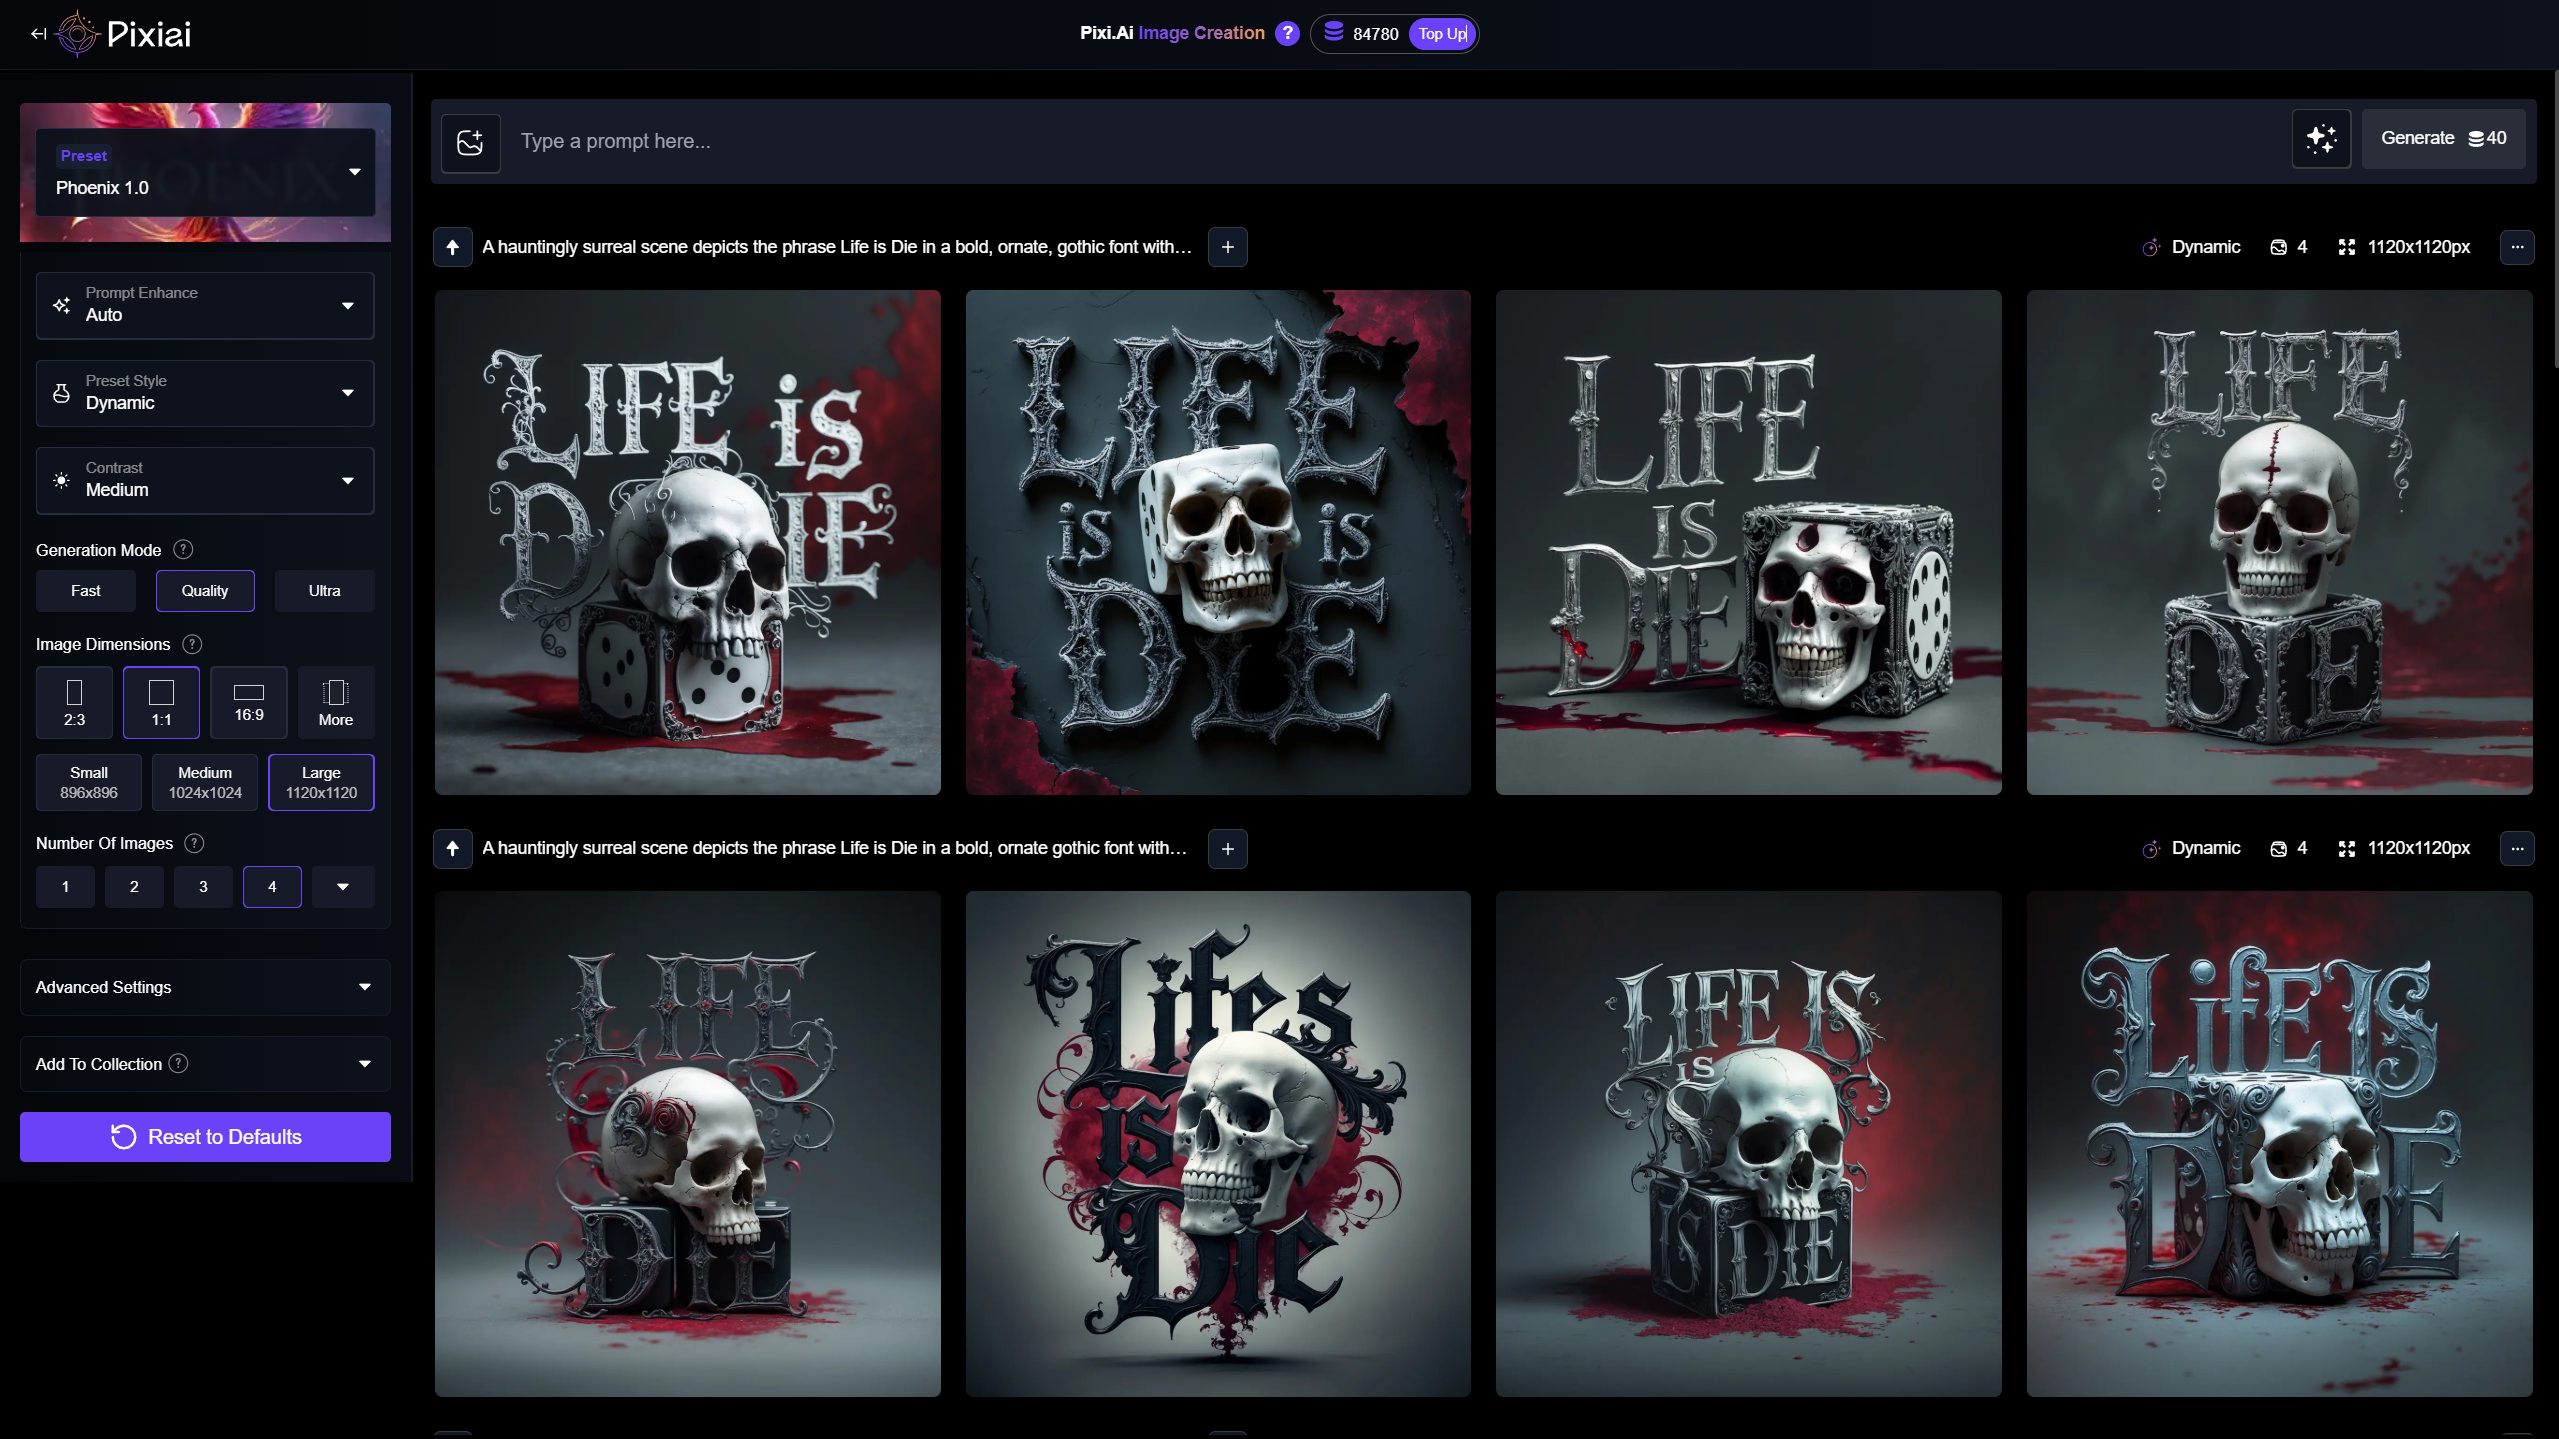 Pixiai
Pixi.Ai Image Creation ? 84780 Top Up
PHOENIX
Preset
Phoenix 1.0
Prompt Enhance
Auto
Preset Style
Dynamic
Contrast
Medium
Generation Mode ?
Fast Quality Ultra
Image Dimensions ?
2:3 1:1 16:9 More
Small Medium Large
896x896 1024x1024 1120x1120
Number Of Images ?
1 2 3 4
Advanced Settings
Add To Collection ?
Reset to Defaults
Type a prompt here...
Generate 40
A hauntingly surreal scene depicts the phrase Life is Die in a bold, ornate, gothic font with...
Dynamic 4 1120x1120px
LIFE is
DIE
LIFE
is is
DIE
LIFE
IS
DIE
LIFE
DE
A hauntingly surreal scene depicts the phrase Life is Die in a bold, ornate gothic font with...
Dynamic 4 1120x1120px
LIFE
DIE
Lifes
is
Die
LIFE IS
IS
IS DIE
LifE IS
DE